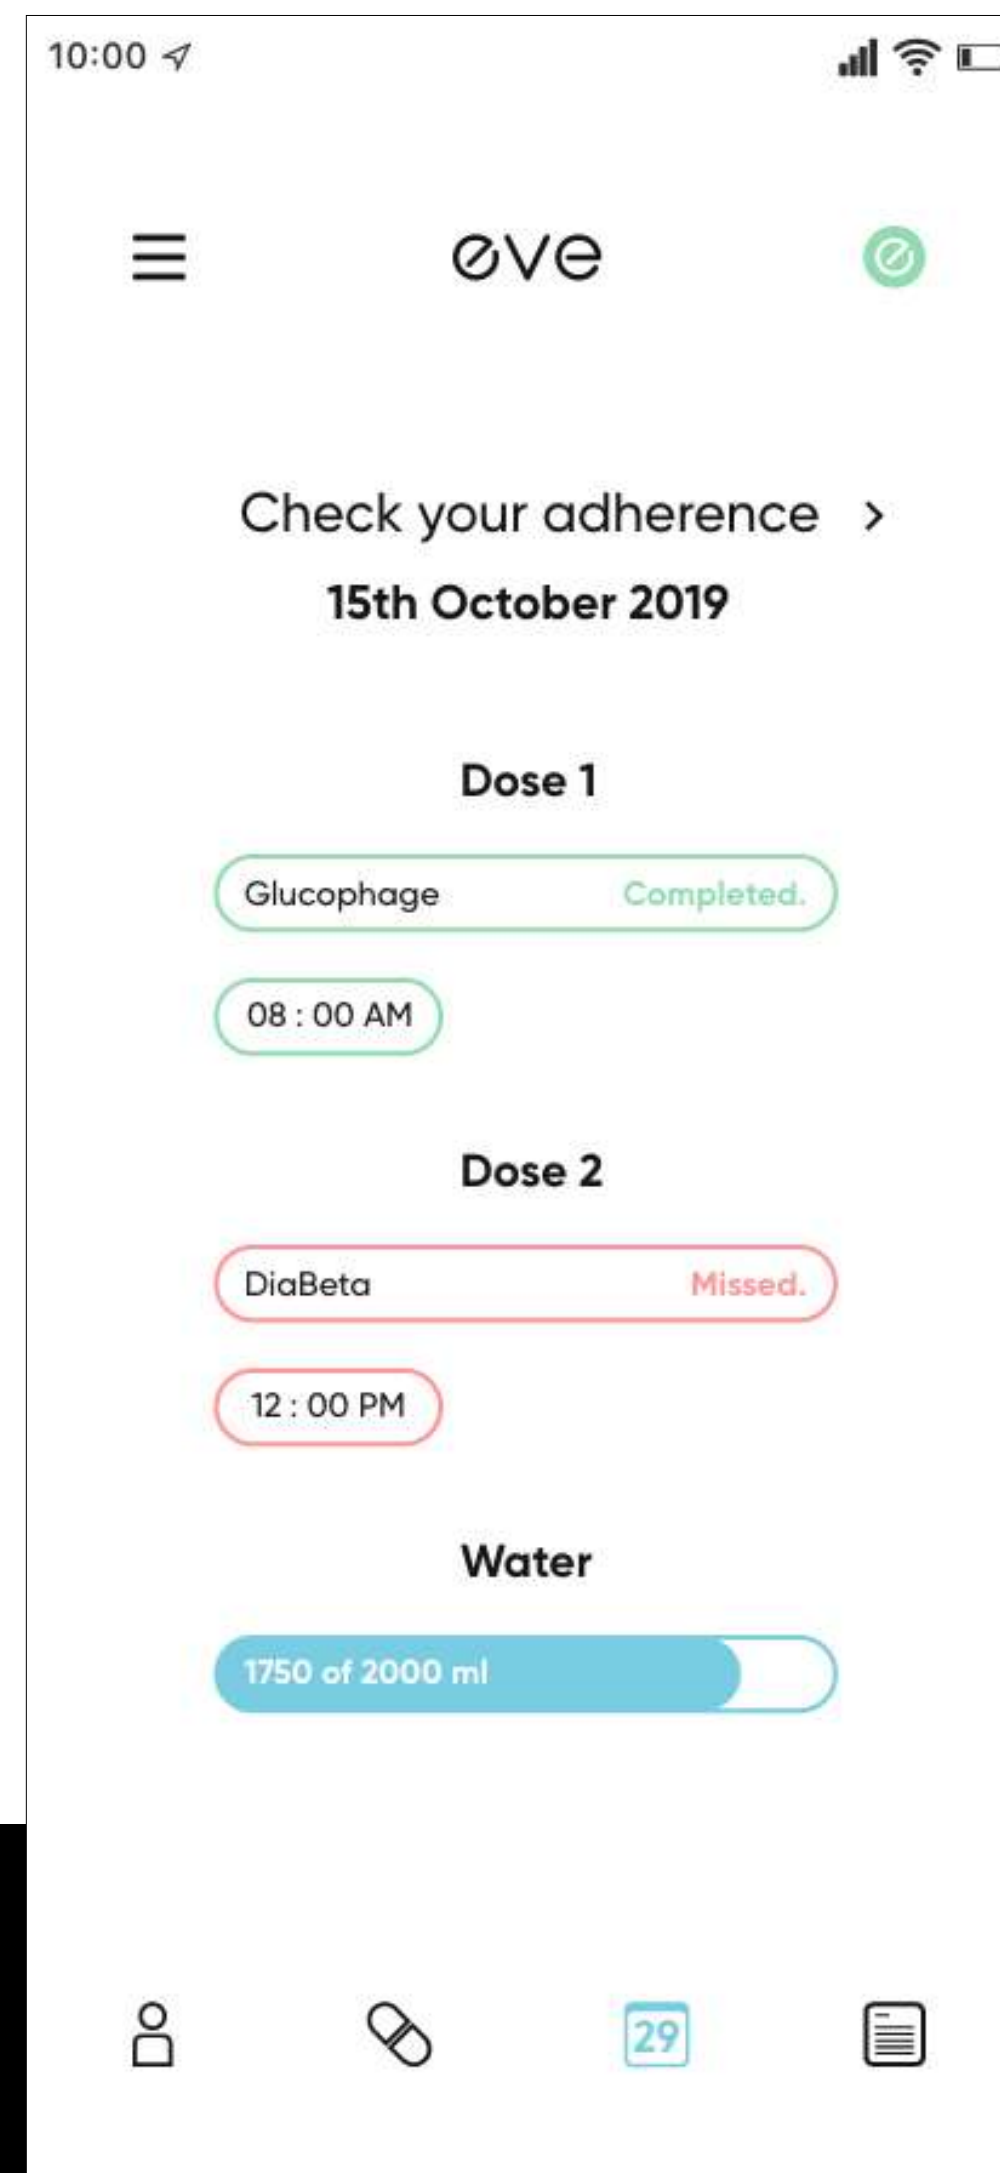 10:00
eve
Check your adherence >
15th October 2019
Dose 1
Glucophage Completed.
08 : 00 AM
Dose 2
DiaBeta Missed.
12 : 00 PM
Water
1750 of 2000 ml
29